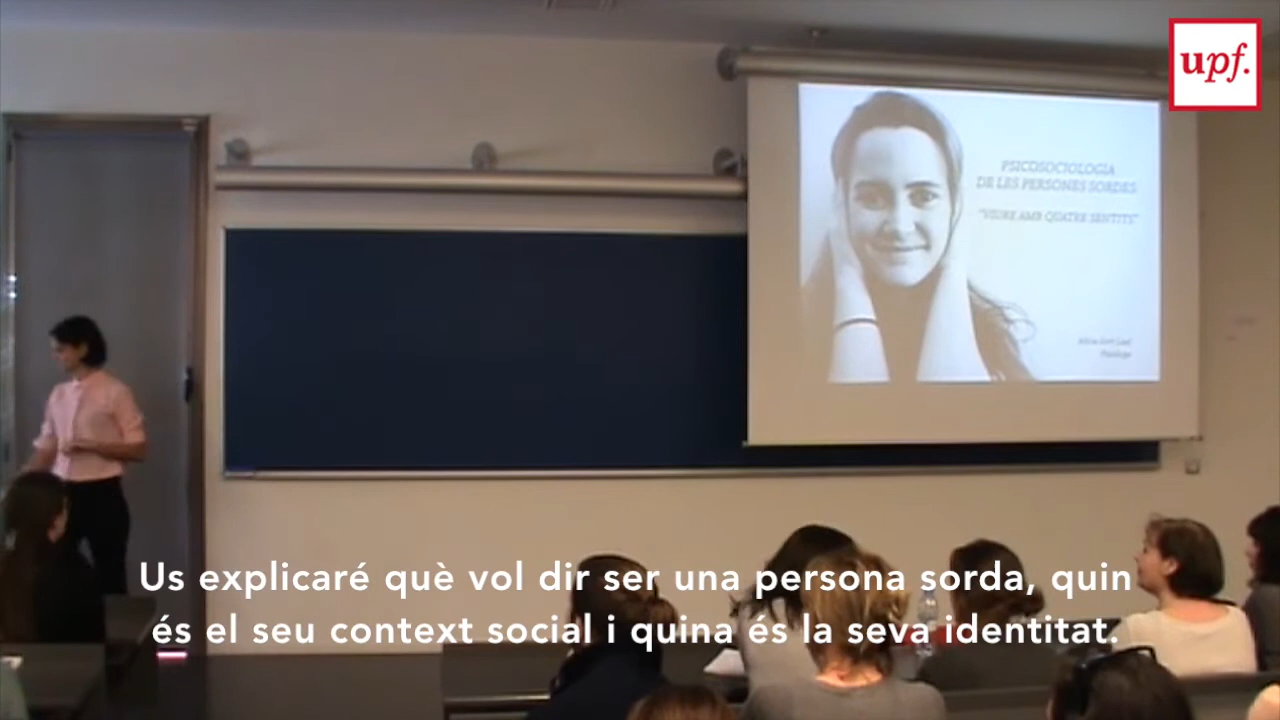 upf.
PSICOSOCIOLOGIA
DE LES PERSONES SORDES
"VIURE AMB QUATRE SENTITS"
Us explicaré què vol dir ser una persona sorda, quin
és el seu context social i quina és la seva identitat.